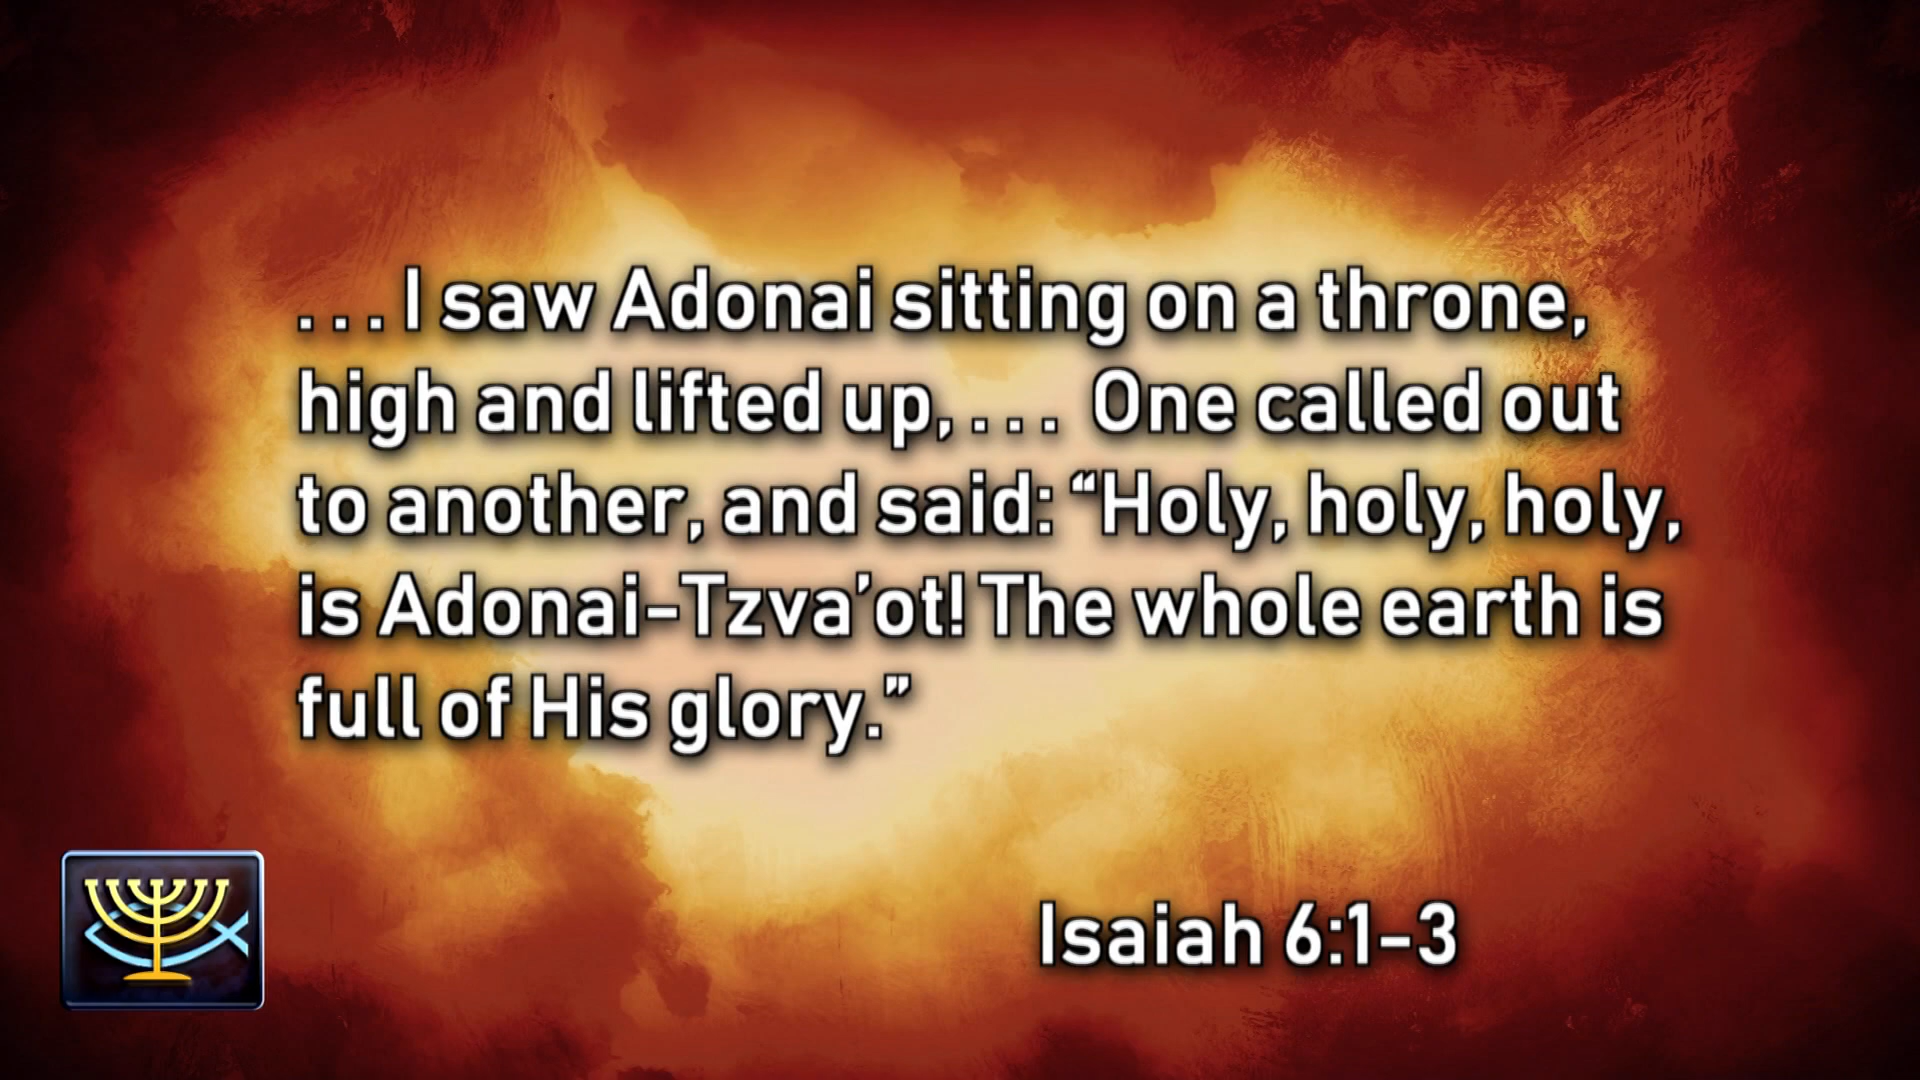 . . . I saw Adonai sitting on a throne,
high and lifted up, . . . One called out
to another, and said: “Holy, holy, holy,
is Adonai-Tzva’ot! The whole earth is
full of His glory.”
Isaiah 6:1-3